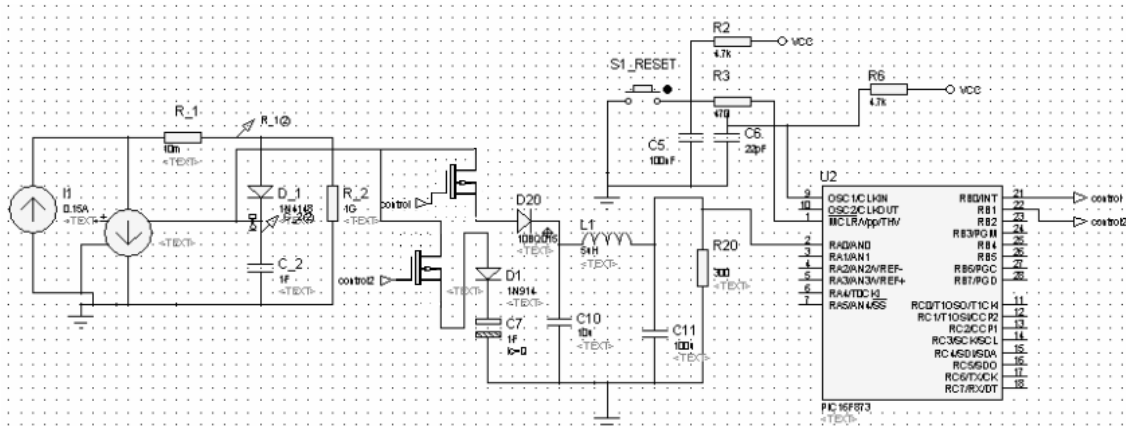 R2
VCC
4.7k
S1_RESET
R3
470
R6
VCC
4.7k
C5
100nF
C6
22pF
R_1
R_1(2)
10m
<TEXT>
I1
0.15A
<TEXT>
D_1
1N4148
<TEXT>
R_2
1G
<TEXT>
C_2
1F
<TEXT>
control
control2
D20
10BQ015
<TEXT>
D1
1N914
<TEXT>
C7
1F
ic=0
L1
5uH
<TEXT>
C10
<TEXT>
C11
<TEXT>
R20
300
<TEXT>
U2
9 OSC1/CLKIN
10 OSC2/CLKOUT
1 MCLR/Vpp/THV
2 RA0/AN0
3 RA1/AN1
4 RA2/AN2/VREF-
5 RA3/AN3/VREF+
6 RA4/T0CKI
7 RA5/AN4/SS
RB0/INT 21
RB1 22
RB2 23
RB3/PGM 24
RB4 25
RB5 26
RB6/PGC 27
RB7/PGD 28
RC0/T1OSO/T1CKI 11
RC1/T1OSI/CCP2 12
RC2/CCP1 13
RC3/SCK/SCL 14
RC4/SDI/SDA 15
RC5/SDO 16
RC6/TX/CK 17
RC7/RX/DT 18
control
control2
PIC16F873
<TEXT>